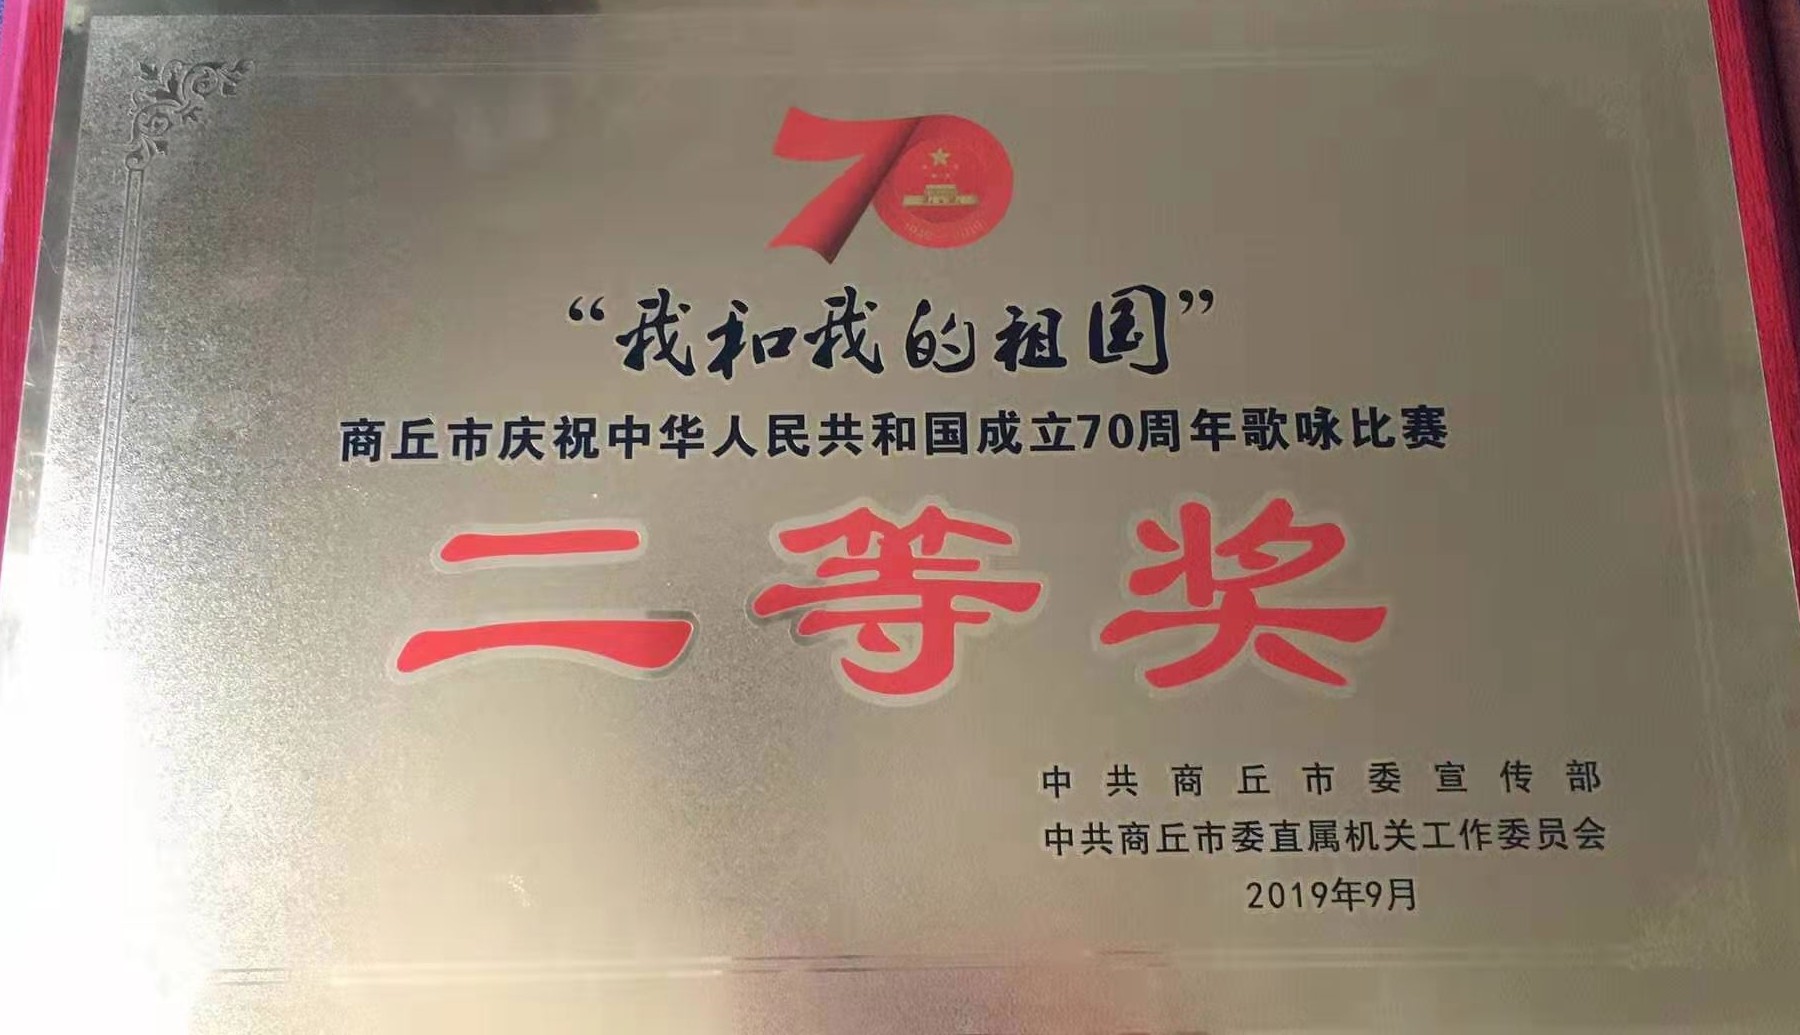 70
“我和我的祖国”
商丘市庆祝中华人民共和国成立70周年歌咏比赛
二等奖
中共商丘市委宣传部
中共商丘市委直属机关工作委员会
2019年9月